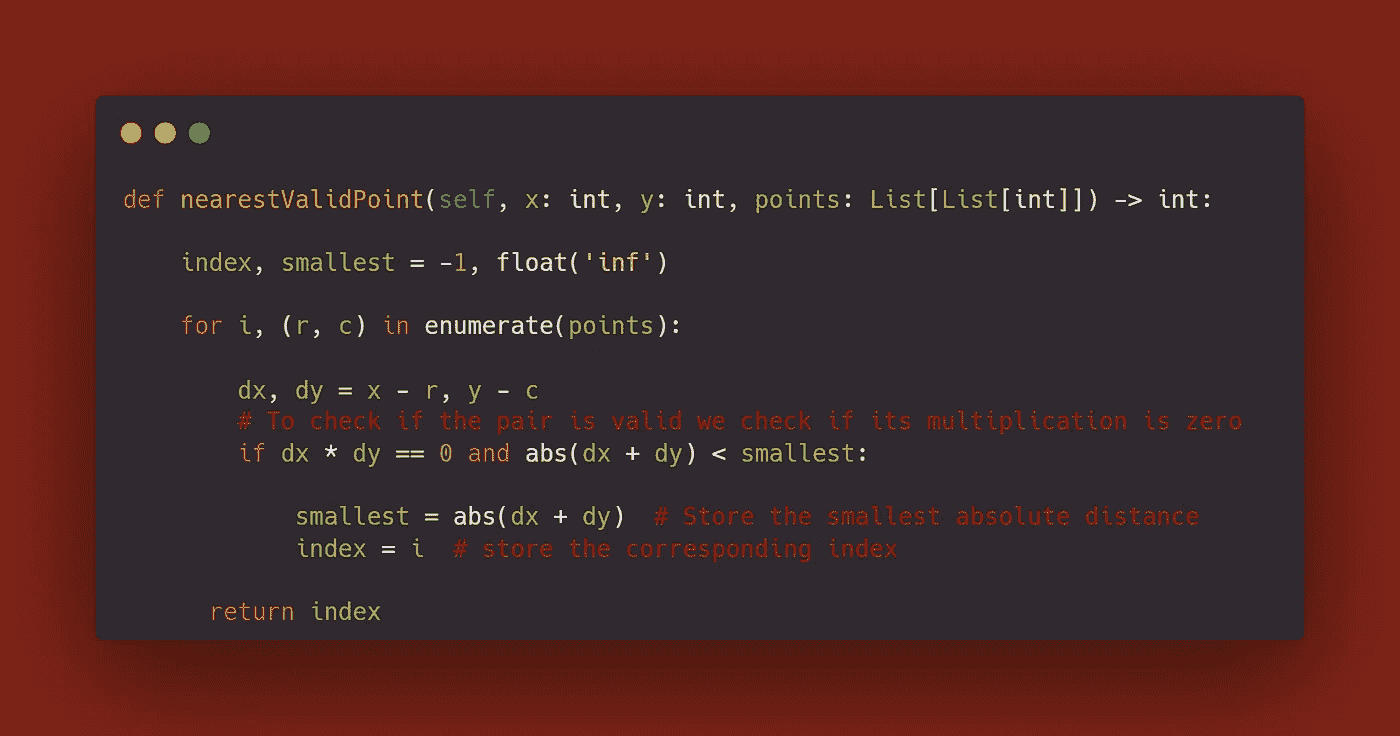 def nearestValidPoint(self, x: int, y: int, points: List[List[int]]) -> int:
index, smallest = -1, float('inf')
for i, (r, c) in enumerate(points):
dx, dy = x - r, y - c
# To check if the pair is valid we check if its multiplication is zero
if dx * dy == 0 and abs(dx + dy) < smallest:
smallest = abs(dx + dy)  # Store the smallest absolute distance
index = i  # store the corresponding index
return index